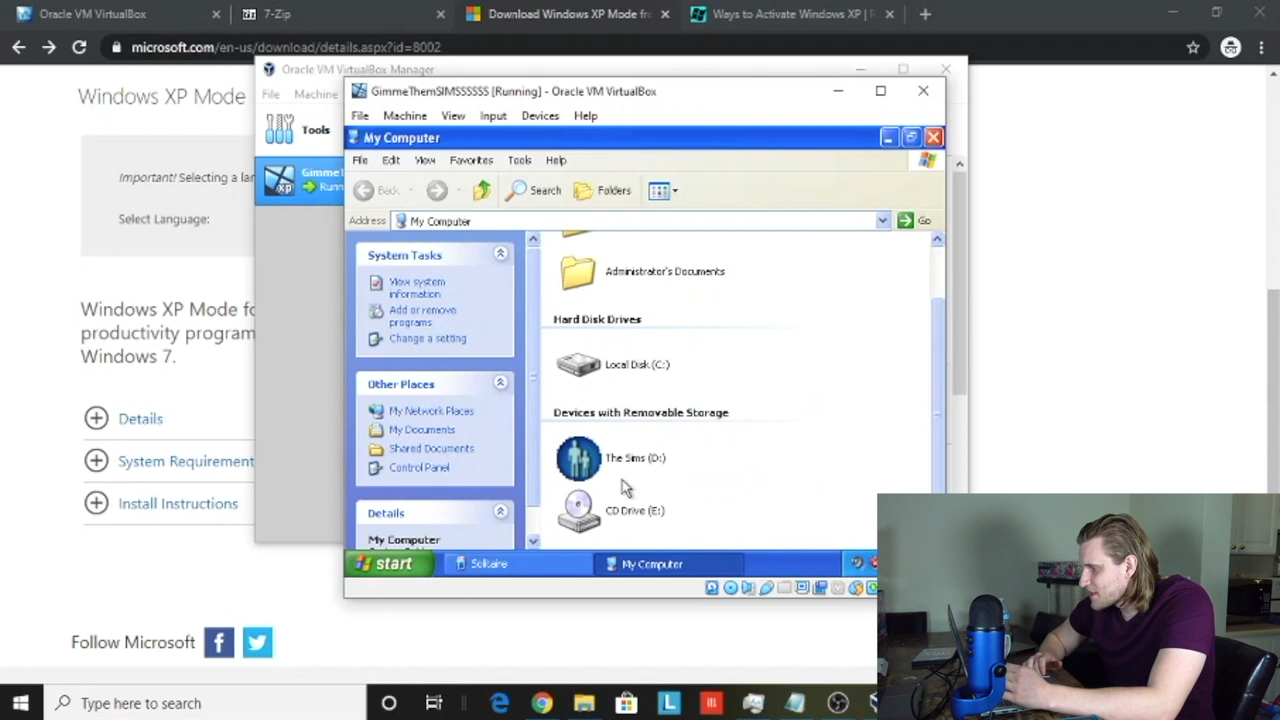 Oracle VM VirtualBox
7-Zip
Download Windows XP Mode from
Ways to Activate Windows XP | R
microsoft.com/en-us/download/details.aspx?id=8002
Windows XP Mode
Important! Selecting a lan
Select Language:
Windows XP Mode fo
productivity program
Windows 7.
Details
System Requirement
Install Instructions
Follow Microsoft
Oracle VM VirtualBox Manager
File Machine
Tools
GimmeT
Runn
GimmeThemSIMSSSSSS [Running] - Oracle VM VirtualBox
File Machine View Input Devices Help
My Computer
File Edit View Favorites Tools Help
Back Search Folders
Address My Computer Go
System Tasks
View system
information
Add or remove
programs
Change a setting
Other Places
My Network Places
My Documents
Shared Documents
Control Panel
Details
My Computer
Administrator's Documents
Hard Disk Drives
Local Disk (C:)
Devices with Removable Storage
The Sims (D:)
CD Drive (E:)
start Solitaire My Computer
Type here to search